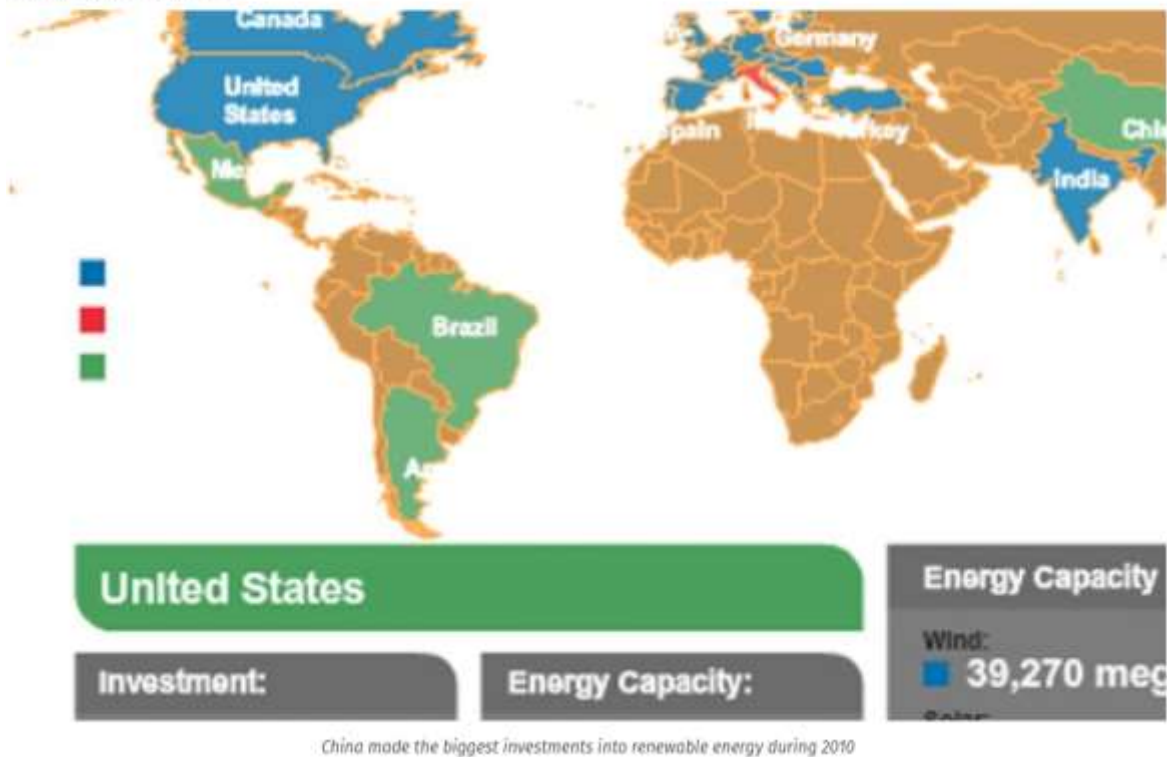 Canada
Germany
United
States
Spain
Turkey
India
Brazil
United States
Energy Capacity
Wind:
39,270 meg
Investment:
Energy Capacity:
Solar:
China made the biggest investments into renewable energy during 2010